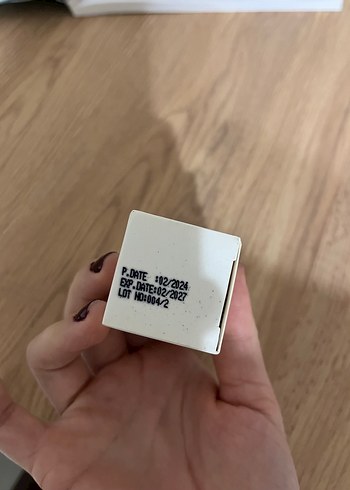 P.DATE :02/2024
EXP.DATE:02/2027
LOT NO:004/2